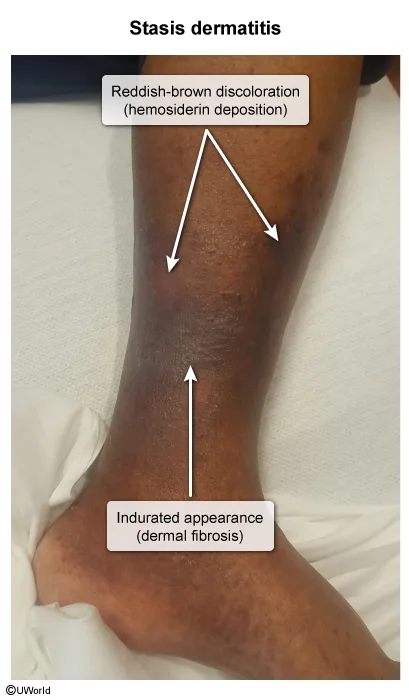 Stasis dermatitis
Reddish-brown discoloration
(hemosiderin deposition)
Indurated appearance
(dermal fibrosis)
©UWorld